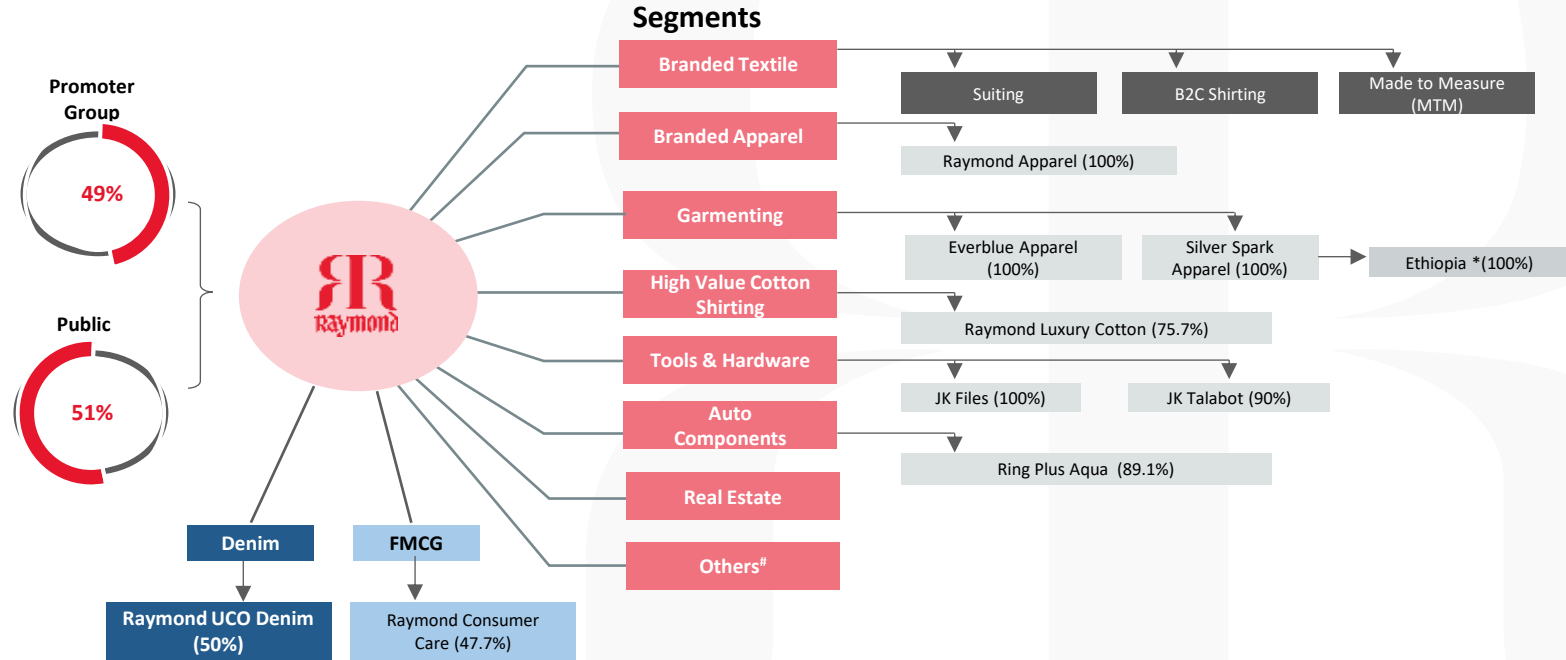 Segments
Promoter
Group
49%
Public
51%
Raymond
Branded Textile
Suiting
B2C Shirting
Made to Measure
(MTM)
Branded Apparel
Raymond Apparel (100%)
Garmenting
Everblue Apparel
(100%)
Silver Spark
Apparel (100%)
Ethiopia *(100%)
High Value Cotton
Shirting
Raymond Luxury Cotton (75.7%)
Tools & Hardware
JK Files (100%)
JK Talabot (90%)
Auto
Components
Ring Plus Aqua (89.1%)
Real Estate
Others#
Denim
FMCG
Raymond UCO Denim
(50%)
Raymond Consumer
Care (47.7%)